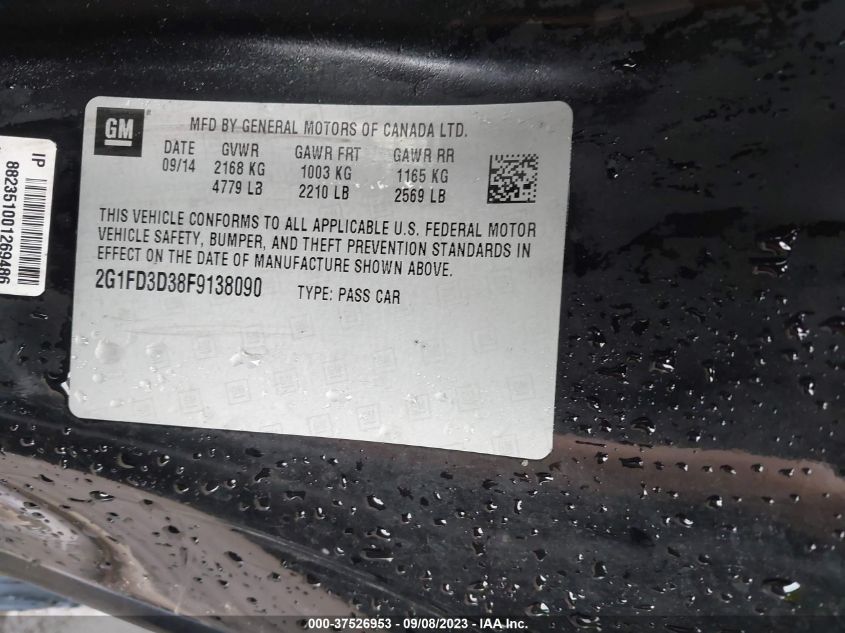 GM ®
MFD BY GENERAL MOTORS OF CANADA LTD.
DATE GVWR GAWR FRT GAWR RR
09/14 2168 KG 1003 KG 1165 KG
4779 LB 2210 LB 2569 LB
THIS VEHICLE CONFORMS TO ALL APPLICABLE U.S. FEDERAL MOTOR
VEHICLE SAFETY, BUMPER, AND THEFT PREVENTION STANDARDS IN
EFFECT ON THE DATE OF MANUFACTURE SHOWN ABOVE.
2G1FD3D38F9138090 TYPE: PASS CAR
IP
882351001269486
000-37526953 - 09/08/2023 - © IAA, Inc.